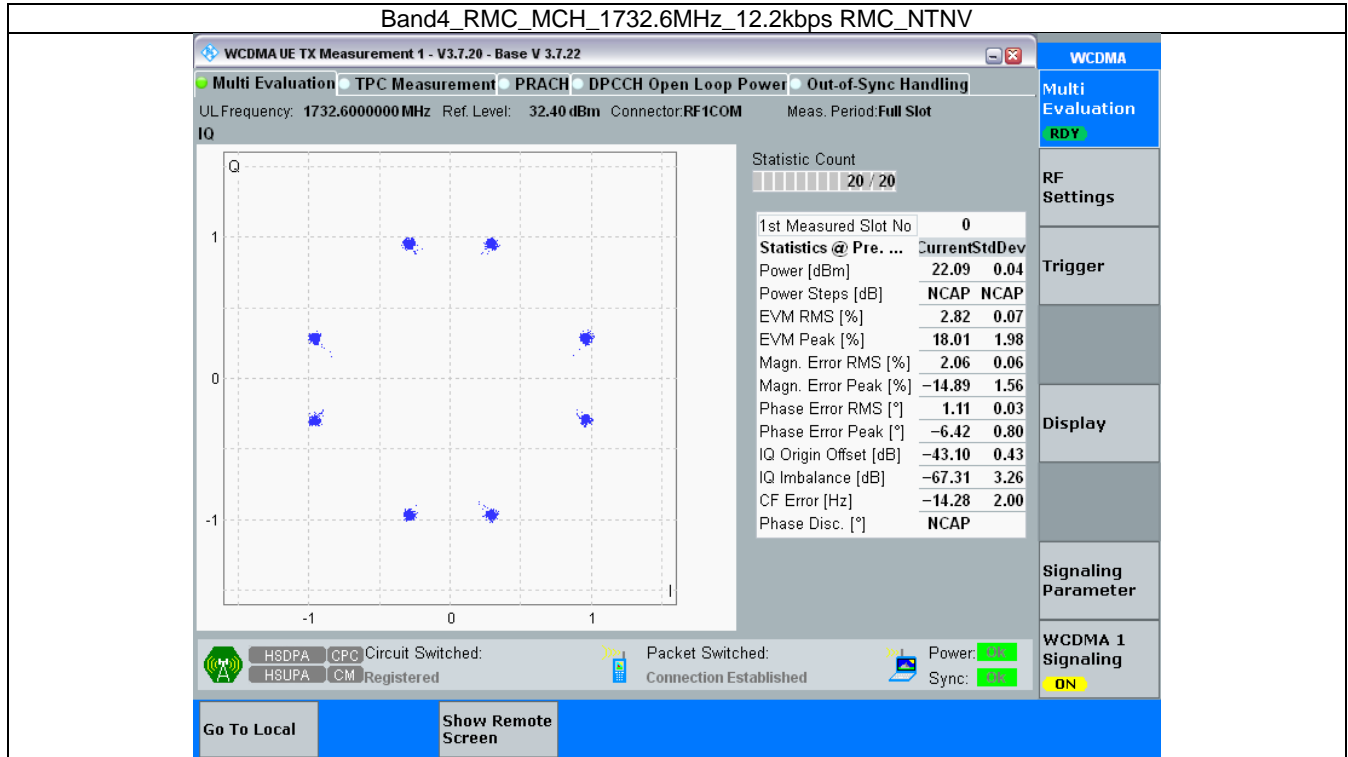 Band4_RMC_MCH_1732.6MHz_12.2kbps RMC_NTNV
WCDMA UE TX Measurement 1 - V3.7.20 - Base V 3.7.22
WCDMA
Multi Evaluation TPC Measurement PRACH DPCCH Open Loop Power Out-of-Sync Handling
Multi
Evaluation
RDY
UL Frequency: 1732.6000000 MHz Ref. Level: 32.40 dBm Connector:RF1COM Meas. Period:Full Slot
IQ
Q
1
0
-1
-1 0 1
I
Statistic Count
20 / 20
1st Measured Slot No 0
Statistics @ Pre. ... CurrentStdDev
Power [dBm] 22.09 0.04
Power Steps [dB] NCAP NCAP
EVM RMS [%] 2.82 0.07
EVM Peak [%] 18.01 1.98
Magn. Error RMS [%] 2.06 0.06
Magn. Error Peak [%] −14.89 1.56
Phase Error RMS [°] 1.11 0.03
Phase Error Peak [°] −6.42 0.80
IQ Origin Offset [dB] −43.10 0.43
IQ Imbalance [dB] −67.31 3.26
CF Error [Hz] −14.28 2.00
Phase Disc. [°] NCAP
RF
Settings
Trigger
Display
Signaling
Parameter
WCDMA 1
Signaling
ON
HSDPA CPC Circuit Switched:
HSUPA CM Registered
Packet Switched:
Connection Established
Power: OK
Sync: OK
Go To Local
Show Remote
Screen